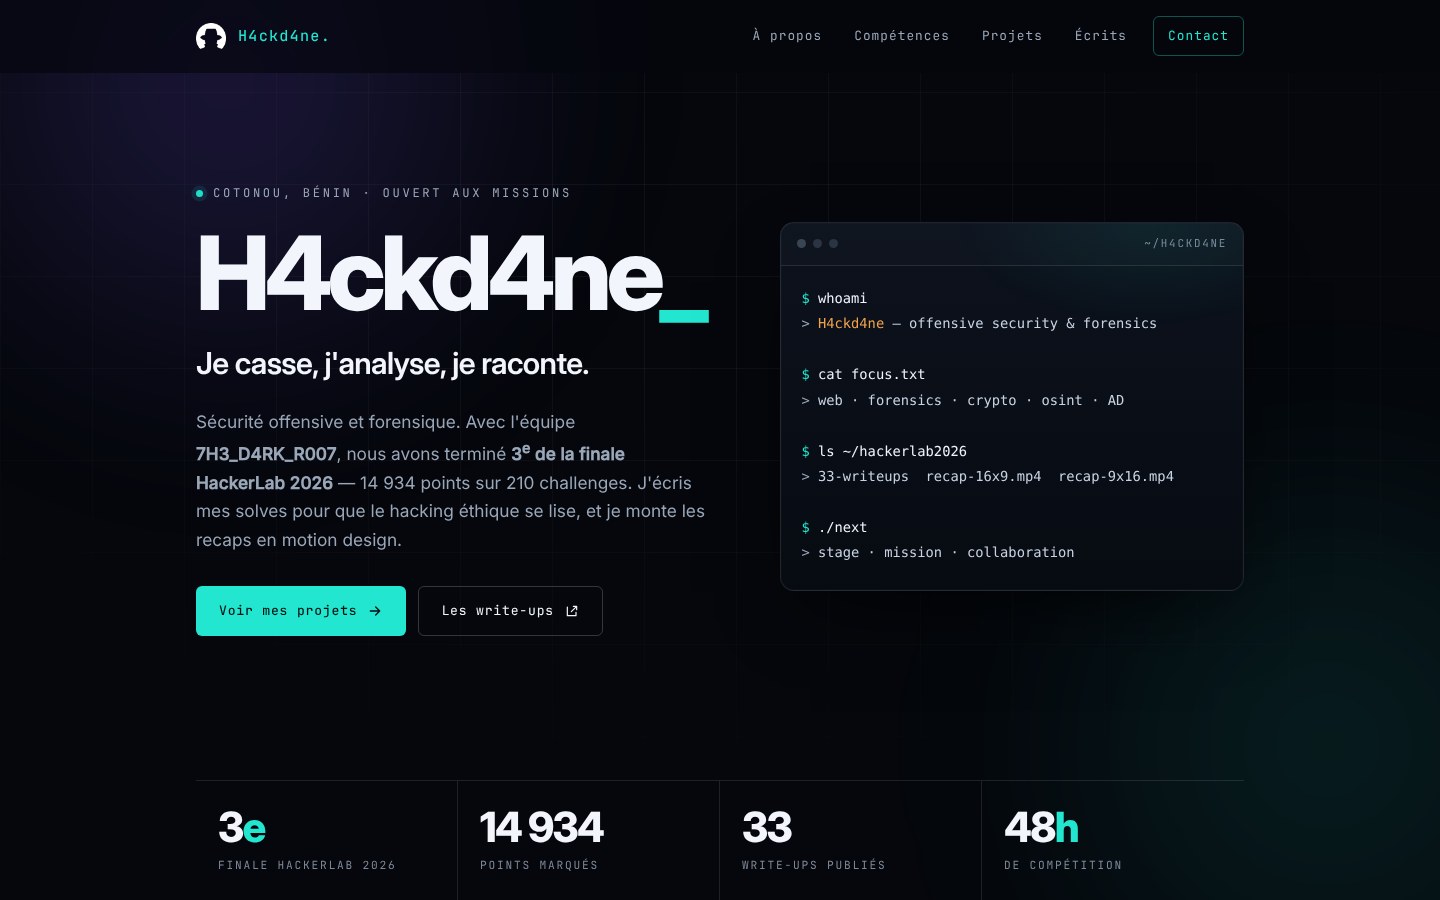 H4ckd4ne.
À propos
Compétences
Projets
Écrits
Contact
COTONOU, BÉNIN · OUVERT AUX MISSIONS
H4ckd4ne_
Je casse, j'analyse, je raconte.
Sécurité offensive et forensique. Avec l'équipe
7H3_D4RK_R007, nous avons terminé 3e de la finale
HackerLab 2026 — 14 934 points sur 210 challenges. J'écris
mes solves pour que le hacking éthique se lise, et je monte les
recaps en motion design.
Voir mes projets →
Les write-ups
~/H4CKD4NE
$ whoami
> H4ckd4ne — offensive security & forensics
$ cat focus.txt
> web · forensics · crypto · osint · AD
$ ls ~/hackerlab2026
> 33-writeups  recap-16x9.mp4  recap-9x16.mp4
$ ./next
> stage · mission · collaboration
3e
FINALE HACKERLAB 2026
14 934
POINTS MARQUÉS
33
WRITE-UPS PUBLIÉS
48h
DE COMPÉTITION